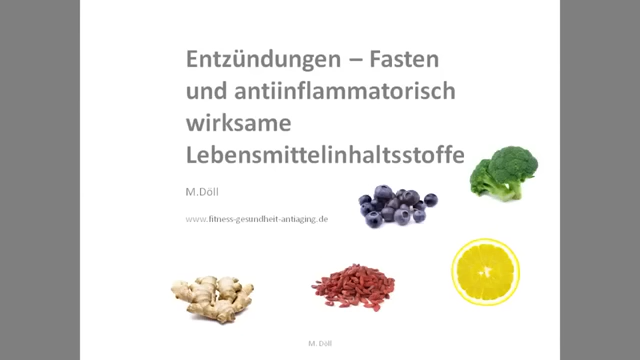 Entzündungen – Fasten
und antiinflammatorisch
wirksame
Lebensmittelinhaltsstoffe
M.Döll
www.fitness-gesundheit-antiaging.de
M. Döll